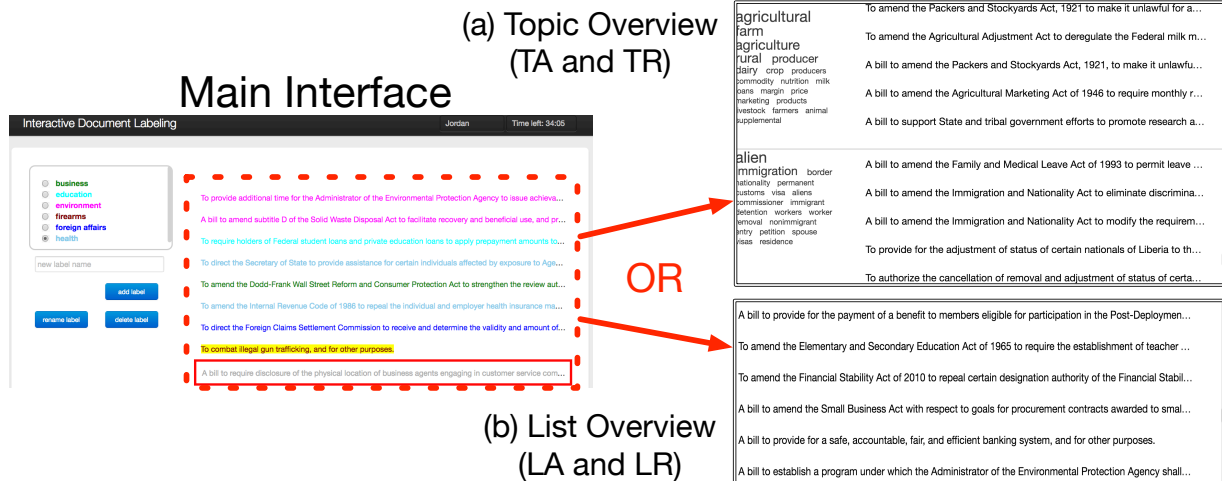 (a) Topic Overview
(TA and TR)
Main Interface
Interactive Document Labeling
Jordan
Time left: 34:05
business
education
environment
firearms
foreign affairs
health
new label name
add label
rename label
delete label
To provide additional time for the Administrator of the Environmental Protection Agency to issue achieva...
A bill to amend subtitle D of the Solid Waste Disposal Act to facilitate recovery and beneficial use, and pr...
To require holders of Federal student loans and private education loans to apply prepayment amounts to...
To direct the Secretary of State to provide assistance for certain individuals affected by exposure to Age...
To amend the Dodd-Frank Wall Street Reform and Consumer Protection Act to strengthen the review aut...
To amend the Internal Revenue Code of 1986 to repeal the individual and employer health insurance ma...
To direct the Foreign Claims Settlement Commission to receive and determine the validity and amount of...
To combat illegal gun trafficking, and for other purposes.
A bill to require disclosure of the physical location of business agents engaging in customer service com...
OR
agricultural
farm
agriculture
rural producer
dairy crop producers
commodity nutrition milk
loans margin price
marketing products
livestock farmers animal
supplemental
To amend the Packers and Stockyards Act, 1921 to make it unlawful for a...
To amend the Agricultural Adjustment Act to deregulate the Federal milk m...
A bill to amend the Packers and Stockyards Act, 1921, to make it unlawfu...
A bill to amend the Agricultural Marketing Act of 1946 to require monthly r...
A bill to support State and tribal government efforts to promote research a...
alien
immigration border
nationality permanent
customs visa aliens
commissioner immigrant
detention workers worker
removal nonimmigrant
entry petition spouse
visas residence
A bill to amend the Family and Medical Leave Act of 1993 to permit leave ...
A bill to amend the Immigration and Nationality Act to eliminate discrimina...
A bill to amend the Immigration and Nationality Act to modify the requirem...
To provide for the adjustment of status of certain nationals of Liberia to th...
To authorize the cancellation of removal and adjustment of status of certa...
(b) List Overview
(LA and LR)
A bill to provide for the payment of a benefit to members eligible for participation in the Post-Deploymen...
To amend the Elementary and Secondary Education Act of 1965 to require the establishment of teacher ...
To amend the Financial Stability Act of 2010 to repeal certain designation authority of the Financial Stabil...
A bill to amend the Small Business Act with respect to goals for procurement contracts awarded to smal...
A bill to provide for a safe, accountable, fair, and efficient banking system, and for other purposes.
A bill to establish a program under which the Administrator of the Environmental Protection Agency shall...